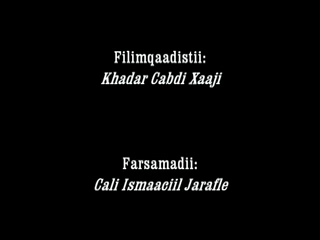 Filimqaadistii:
Khadar Cabdi Xaaji
Farsamadii:
Cali Ismaaciil Jarafle